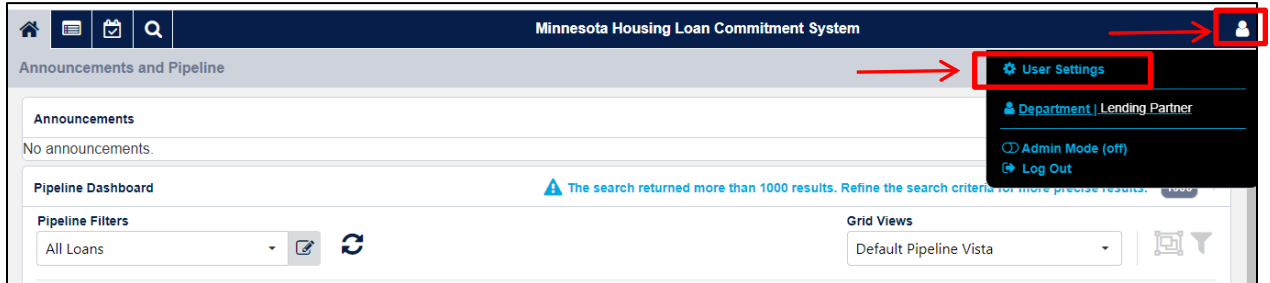 Minnesota Housing Loan Commitment System
Announcements and Pipeline
User Settings
Department | Lending Partner
Admin Mode (off)
Log Out
Announcements
No announcements.
Pipeline Dashboard
The search returned more than 1000 results. Refine the search criteria for more precise results.
1000
Pipeline Filters
Grid Views
All Loans
Default Pipeline Vista